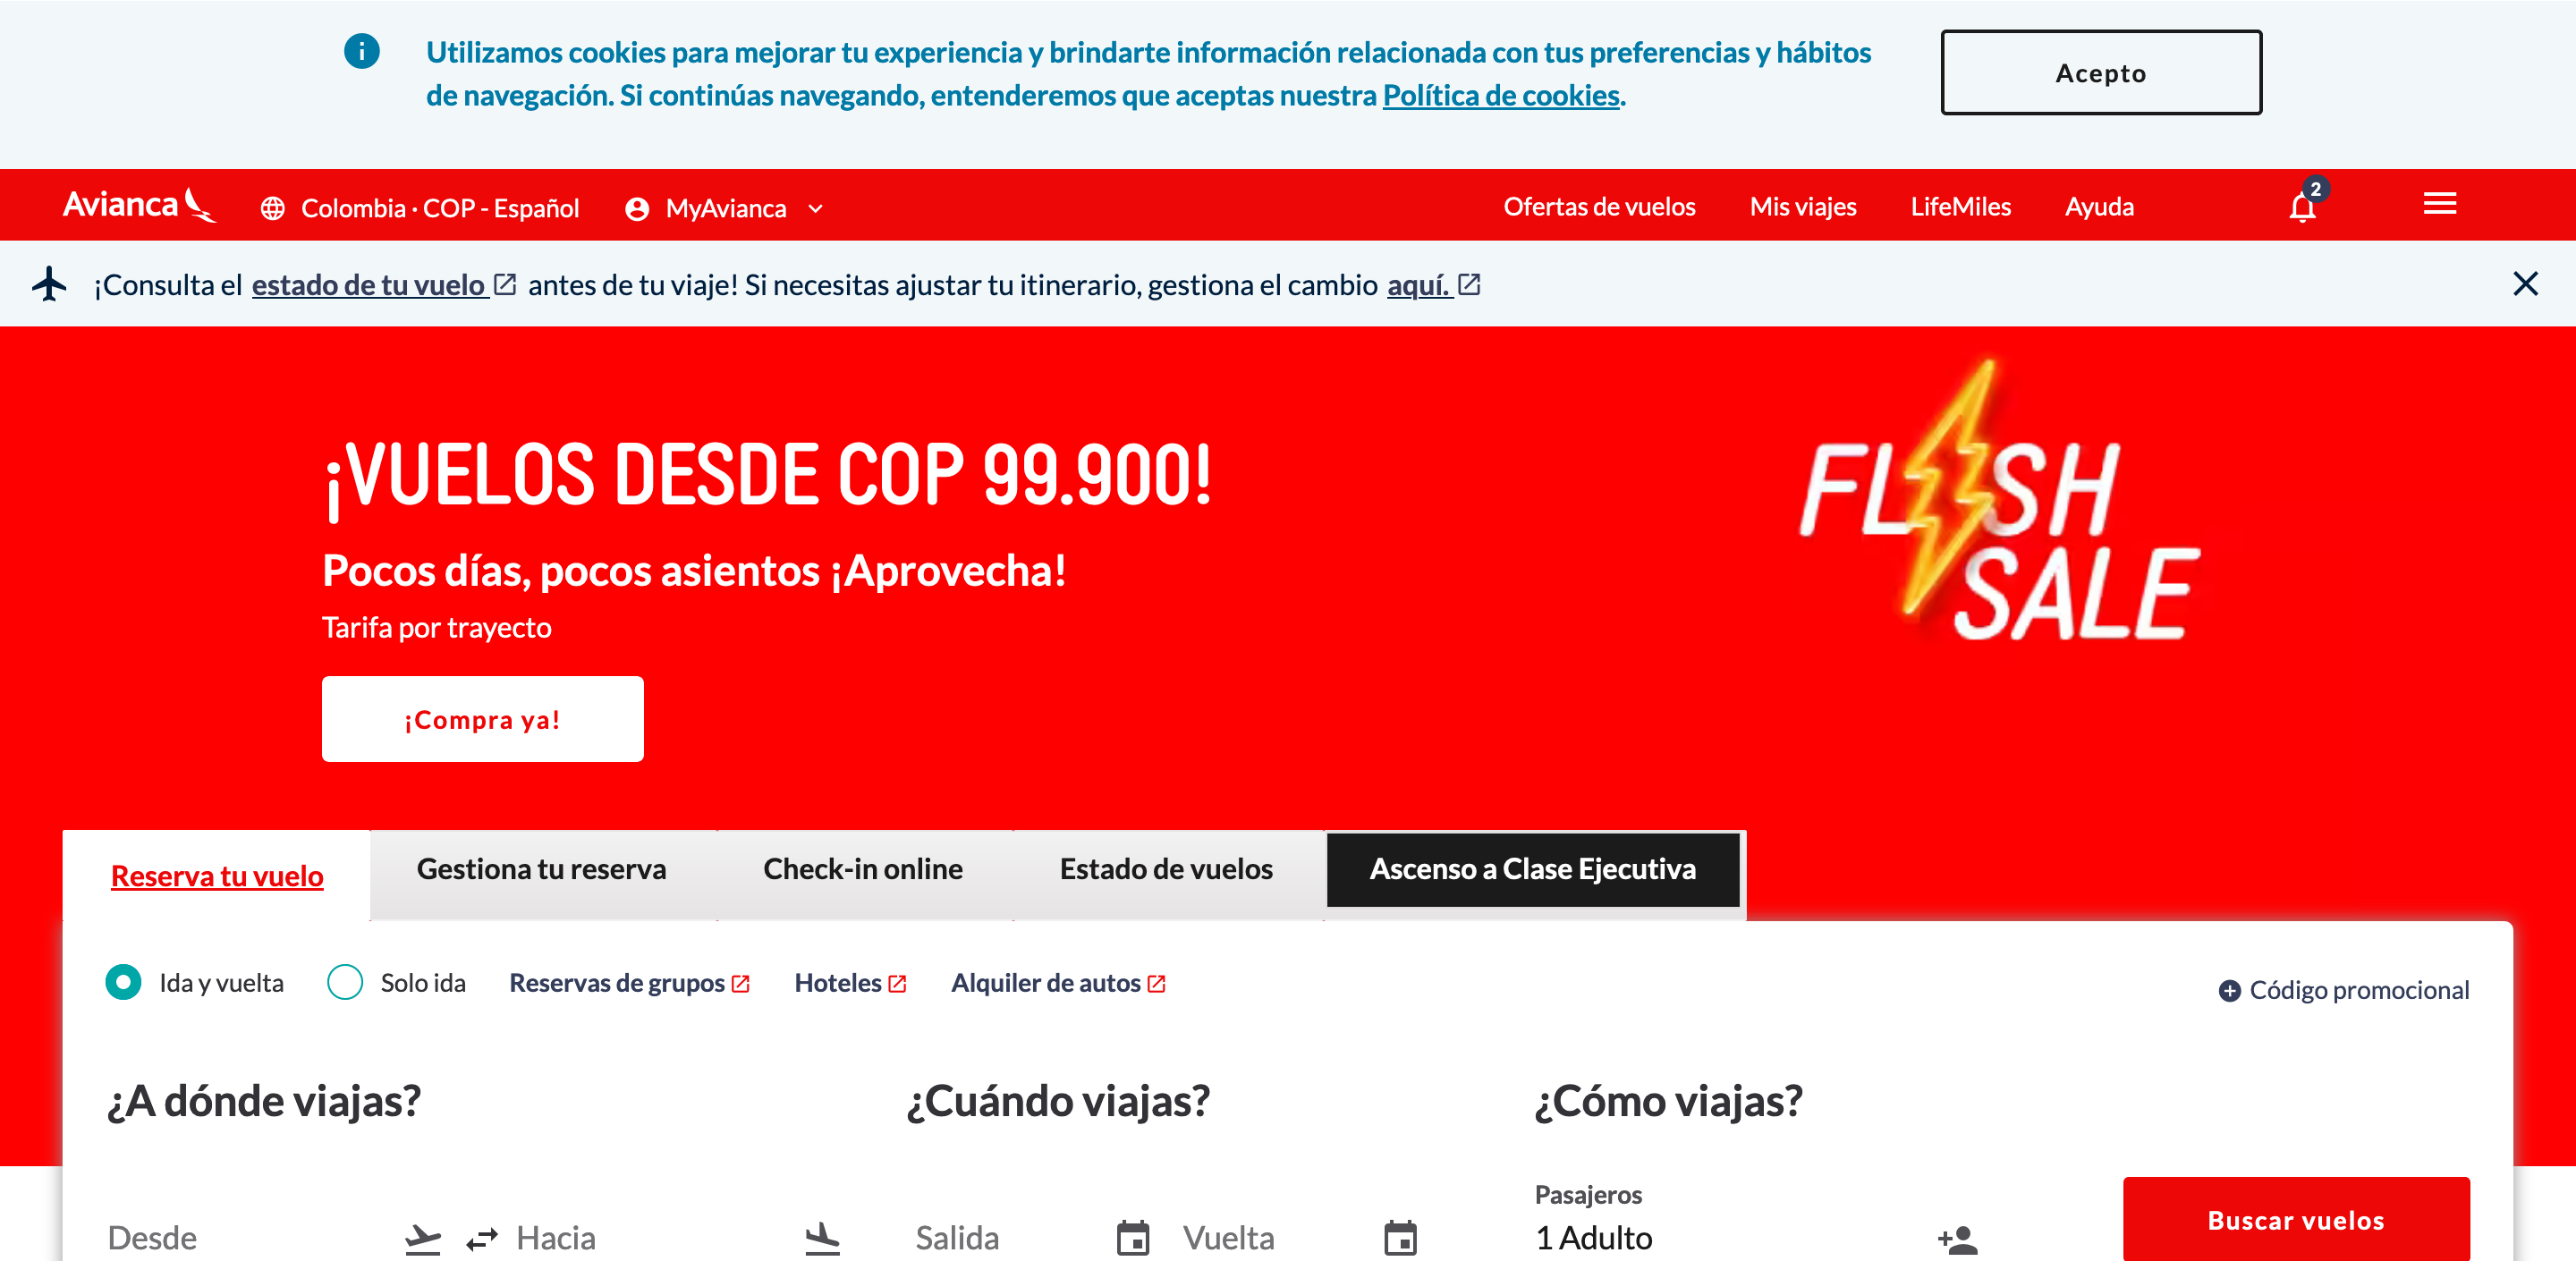 Utilizamos cookies para mejorar tu experiencia y brindarte información relacionada con tus preferencias y hábitos
de navegación. Si continúas navegando, entenderemos que aceptas nuestra Política de cookies.
Acepto
Avianca
Colombia · COP - Español
MyAvianca
Ofertas de vuelos
Mis viajes
LifeMiles
Ayuda
2
¡Consulta el estado de tu vuelo antes de tu viaje! Si necesitas ajustar tu itinerario, gestiona el cambio aquí.
¡VUELOS DESDE COP 99.900!
Pocos días, pocos asientos ¡Aprovecha!
Tarifa por trayecto
¡Compra ya!
FLASH
SALE
Reserva tu vuelo
Gestiona tu reserva
Check-in online
Estado de vuelos
Ascenso a Clase Ejecutiva
Ida y vuelta
Solo ida
Reservas de grupos
Hoteles
Alquiler de autos
Código promocional
¿A dónde viajas?
¿Cuándo viajas?
¿Cómo viajas?
Desde
Hacia
Salida
Vuelta
Pasajeros
1 Adulto
Buscar vuelos